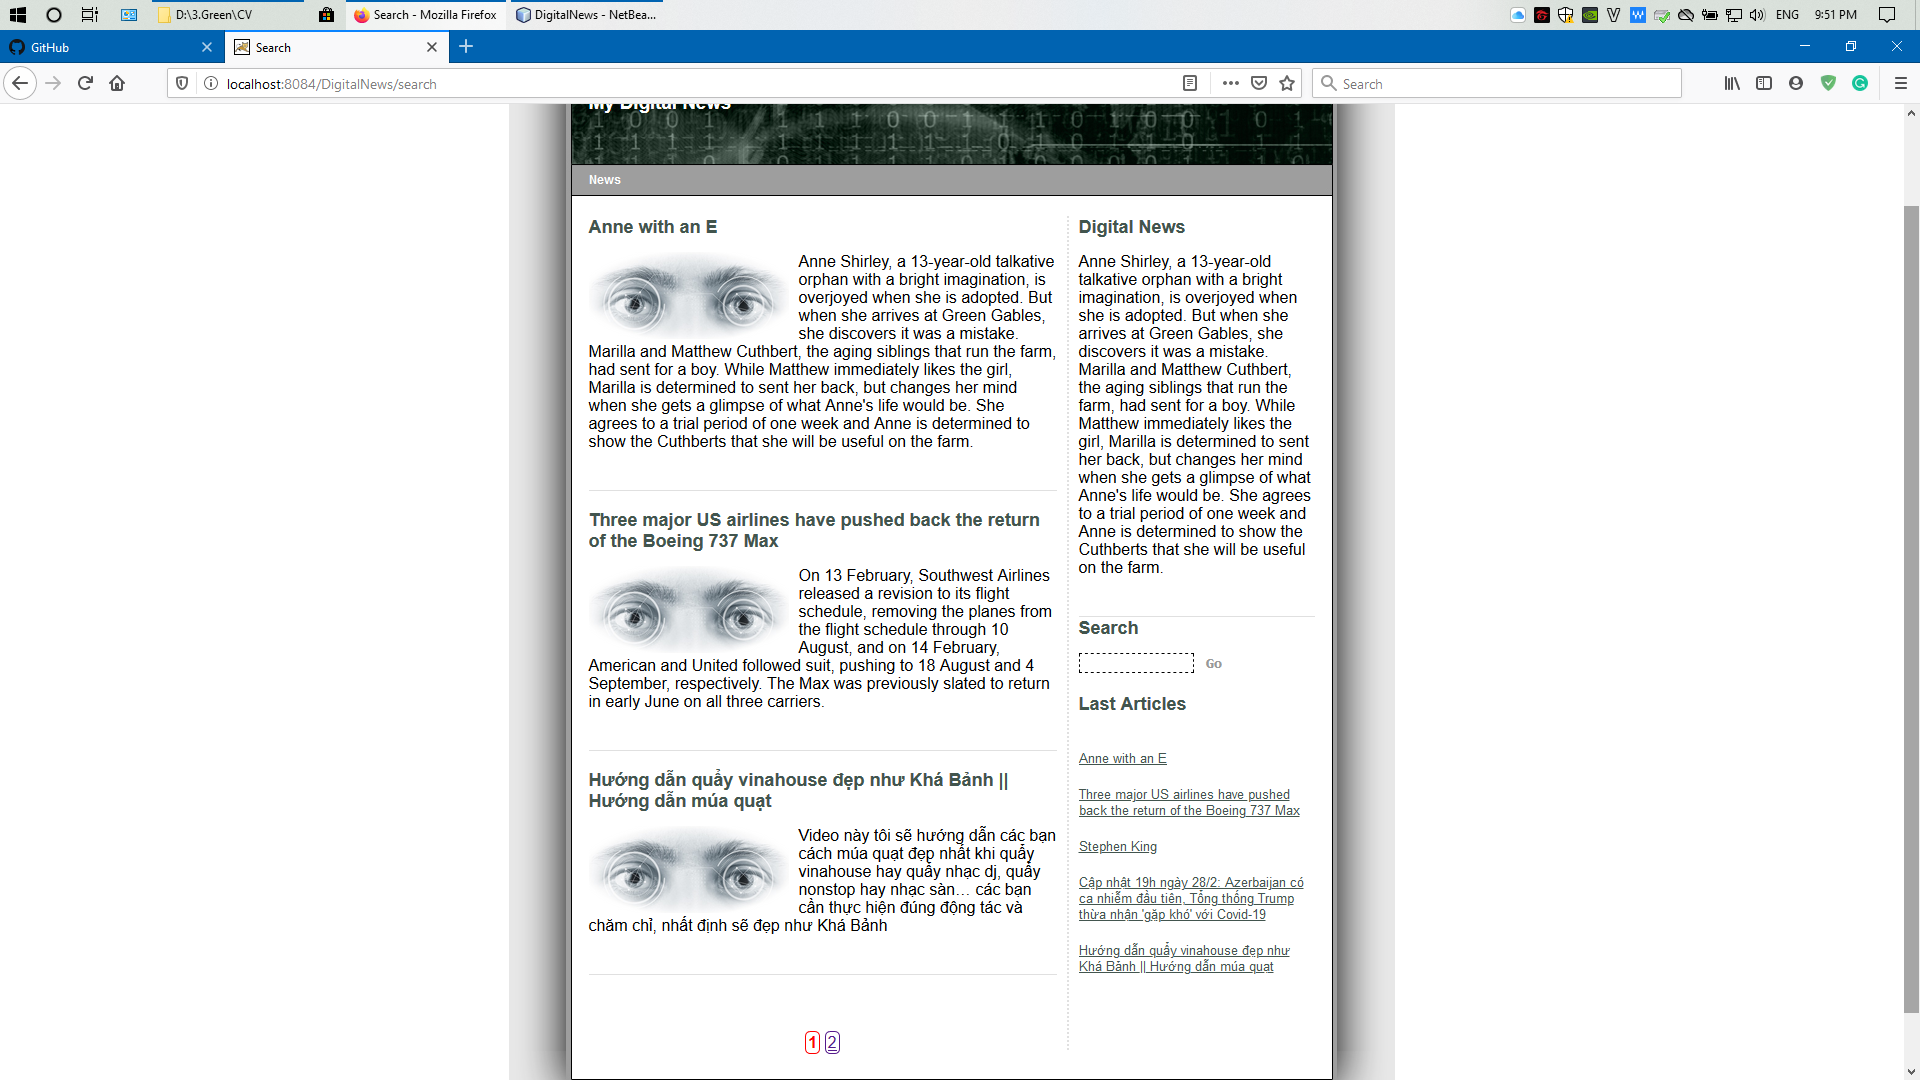 D:\3.Green\CV
Search - Mozilla Firefox
DigitalNews - NetBea...
ENG
9:51 PM
GitHub
Search
localhost:8084/DigitalNews/search
Search
My Digital News
News
Anne with an E
Anne Shirley, a 13-year-old talkative
orphan with a bright imagination, is
overjoyed when she is adopted. But
when she arrives at Green Gables,
she discovers it was a mistake.
Marilla and Matthew Cuthbert, the aging siblings that run the farm,
had sent for a boy. While Matthew immediately likes the girl,
Marilla is determined to sent her back, but changes her mind
when she gets a glimpse of what Anne's life would be. She
agrees to a trial period of one week and Anne is determined to
show the Cuthberts that she will be useful on the farm.
Three major US airlines have pushed back the return
of the Boeing 737 Max
On 13 February, Southwest Airlines
released a revision to its flight
schedule, removing the planes from
the flight schedule through 10
August, and on 14 February,
American and United followed suit, pushing to 18 August and 4
September, respectively. The Max was previously slated to return
in early June on all three carriers.
Hướng dẫn quẩy vinahouse đẹp như Khá Bảnh ||
Hướng dẫn múa quạt
Video này tôi sẽ hướng dẫn các bạn
cách múa quạt đẹp nhất khi quẩy
vinahouse hay quẩy nhạc dj, quẩy
nonstop hay nhạc sàn… các bạn
cần thực hiện đúng động tác và
chăm chỉ, nhất định sẽ đẹp như Khá Bảnh
1 2
Digital News
Anne Shirley, a 13-year-old
talkative orphan with a bright
imagination, is overjoyed when
she is adopted. But when she
arrives at Green Gables, she
discovers it was a mistake.
Marilla and Matthew Cuthbert,
the aging siblings that run the
farm, had sent for a boy. While
Matthew immediately likes the
girl, Marilla is determined to sent
her back, but changes her mind
when she gets a glimpse of what
Anne's life would be. She agrees
to a trial period of one week and
Anne is determined to show the
Cuthberts that she will be useful
on the farm.
Search
Go
Last Articles
Anne with an E
Three major US airlines have pushed
back the return of the Boeing 737 Max
Stephen King
Cập nhật 19h ngày 28/2: Azerbaijan có
ca nhiễm đầu tiên, Tổng thống Trump
thừa nhận 'gặp khó' với Covid-19
Hướng dẫn quẩy vinahouse đẹp như
Khá Bảnh || Hướng dẫn múa quạt